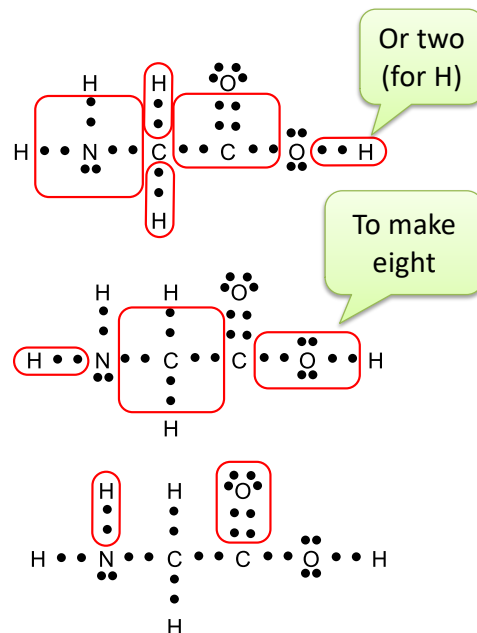 Or two
(for H)
H H O
H N C C O H
H
To make
eight
H H O
H N C C O H
H
H H O
H N C C O H
H